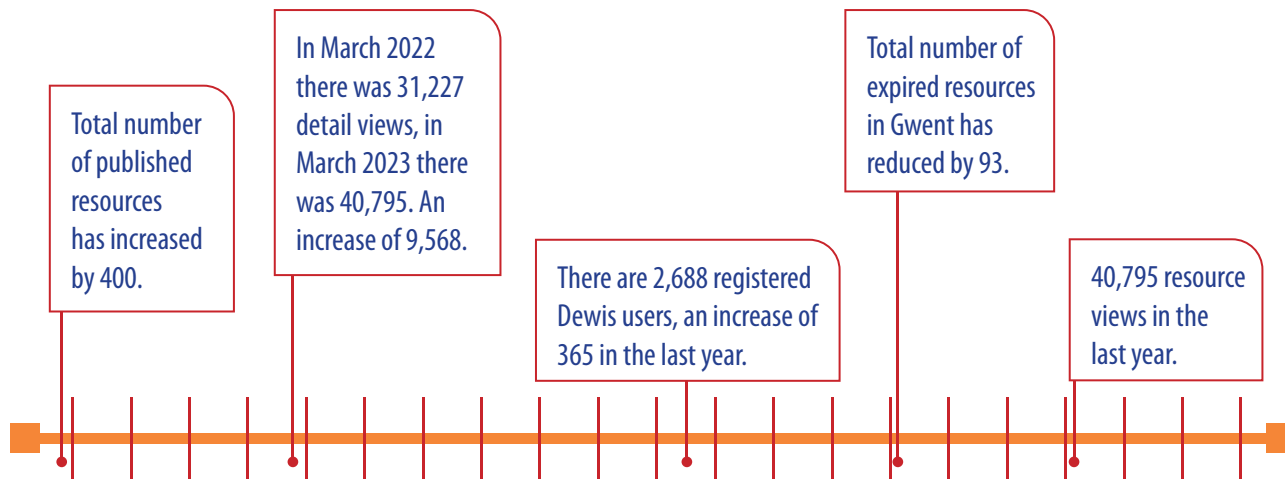 Total number
of published
resources
has increased
by 400.
In March 2022
there was 31,227
detail views, in
March 2023 there
was 40,795. An
increase of 9,568.
There are 2,688 registered
Dewis users, an increase of
365 in the last year.
Total number of
expired resources
in Gwent has
reduced by 93.
40,795 resource
views in the
last year.